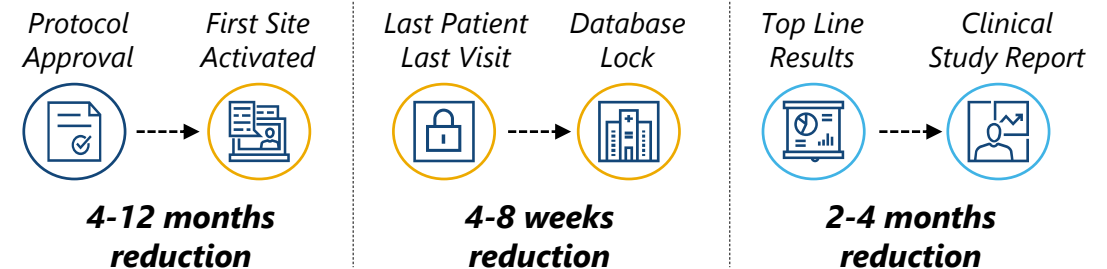 Protocol
Approval
First Site
Activated
4-12 months
reduction
Last Patient
Last Visit
Database
Lock
4-8 weeks
reduction
Top Line
Results
Clinical
Study Report
2-4 months
reduction